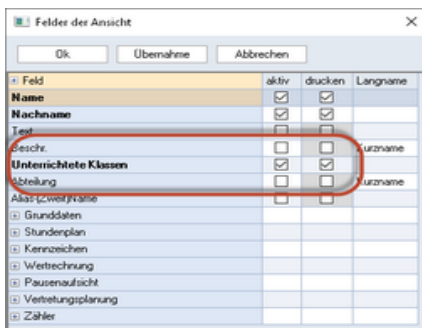 Felder der Ansicht
Ok Übernahme Abbrechen
Feld aktiv drucken Langname
Name
Nachname
Text
Beschr. Kurzname
Unterrichtete Klassen
Abteilung Kurzname
Alias-(Zweit)Name
Grunddaten
Stundenplan
Kennzeichen
Wertrechnung
Pausenaufsicht
Vertretungsplanung
Zähler